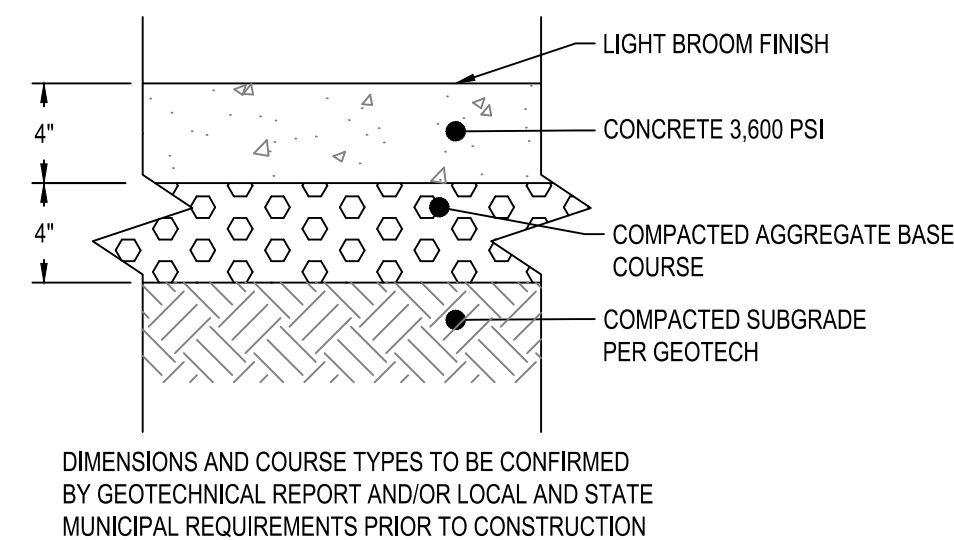 LIGHT BROOM FINISH
4"
CONCRETE 3,600 PSI
4"
COMPACTED AGGREGATE BASE
COURSE
COMPACTED SUBGRADE
PER GEOTECH
DIMENSIONS AND COURSE TYPES TO BE CONFIRMED
BY GEOTECHNICAL REPORT AND/OR LOCAL AND STATE
MUNICIPAL REQUIREMENTS PRIOR TO CONSTRUCTION